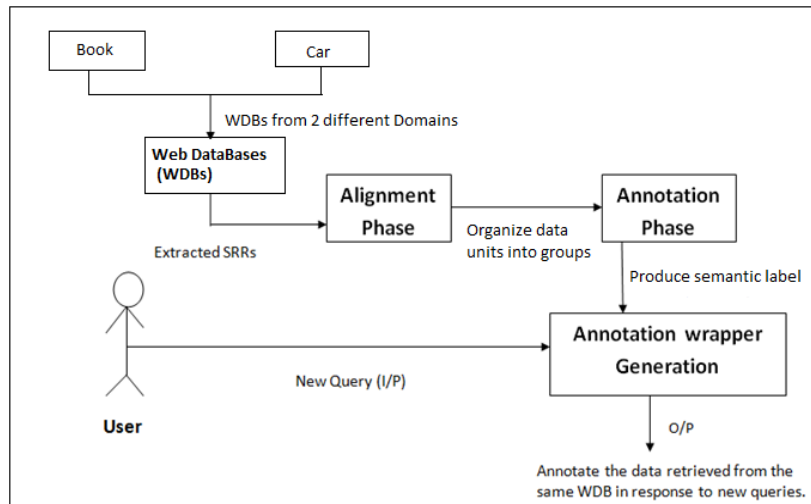 Book
Car
WDBs from 2 different Domains
Web DataBases
(WDBs)
Alignment
Phase
Annotation
Phase
Organize data
units into groups
Extracted SRRs
Produce semantic label
Annotation wrapper
Generation
New Query (I/P)
User
O/P
Annotate the data retrieved from the
same WDB in response to new queries.